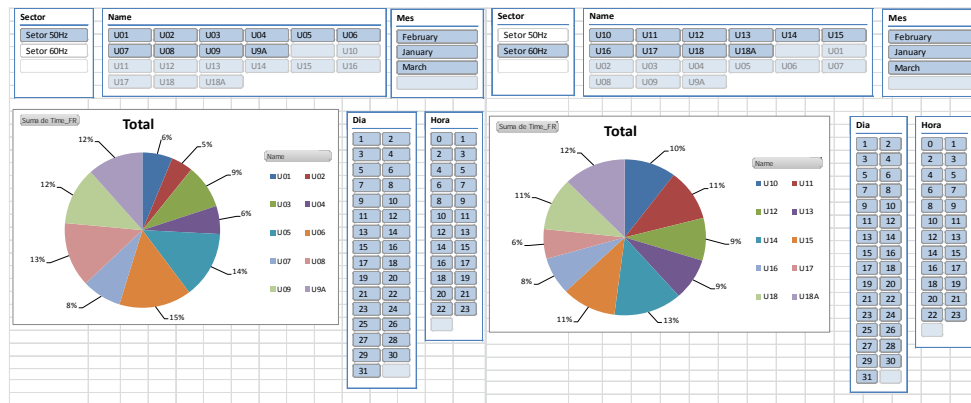 Sector
Setor 50Hz
Setor 60Hz
Name
U01 U02 U03 U04 U05 U06
U07 U08 U09 U9A U10
U11 U12 U13 U14 U15 U16
U17 U18 U18A
Mes
February
January
March
Suma de Time_FR
Total
12% 6%
5%
9%
6%
14%
15%
8%
13%
12%
Name
U01 U02
U03 U04
U05 U06
U07 U08
U09 U9A
Dia
1 2
3 4
5 6
7 8
9 10
11 12
13 14
15 16
17 18
19 20
21 22
23 24
25 26
27 28
29 30
31
Hora
0 1
2 3
4 5
6 7
8 9
10 11
12 13
14 15
16 17
18 19
20 21
22 23
Sector
Setor 50Hz
Setor 60Hz
Name
U10 U11 U12 U13 U14 U15
U16 U17 U18 U18A U01
U02 U03 U04 U05 U06 U07
U08 U09 U9A
Mes
February
January
March
Suma de Time_FR
Total
12% 10%
11%
9%
9%
13%
11%
8%
6%
11%
Name
U10 U11
U12 U13
U14 U15
U16 U17
U18 U18A
Dia
1 2
3 4
5 6
7 8
9 10
11 12
13 14
15 16
17 18
19 20
21 22
23 24
25 26
27 28
29 30
31
Hora
0 1
2 3
4 5
6 7
8 9
10 11
12 13
14 15
16 17
18 19
20 21
22 23